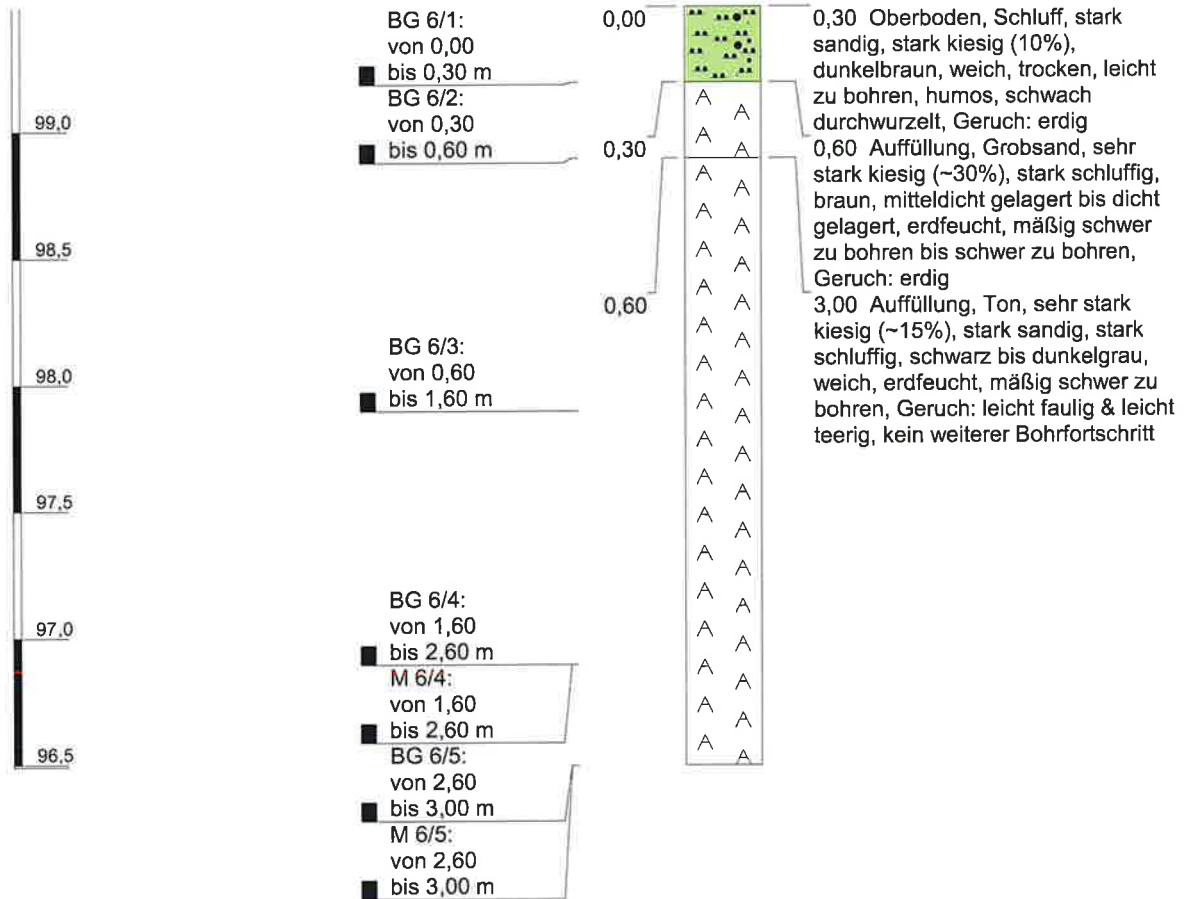 99,0
98,5
98,0
97,5
97,0
96,5
BG 6/1:
von 0,00
bis 0,30 m
BG 6/2:
von 0,30
bis 0,60 m
BG 6/3:
von 0,60
bis 1,60 m
BG 6/4:
von 1,60
bis 2,60 m
M 6/4:
von 1,60
bis 2,60 m
BG 6/5:
von 2,60
bis 3,00 m
M 6/5:
von 2,60
bis 3,00 m
0,00
0,30
0,60
0,30 Oberboden, Schluff, stark
sandig, stark kiesig (10%),
dunkelbraun, weich, trocken, leicht
zu bohren, humos, schwach
durchwurzelt, Geruch: erdig
0,60 Auffüllung, Grobsand, sehr
stark kiesig (~30%), stark schluffig,
braun, mitteldicht gelagert bis dicht
gelagert, erdfeucht, mäßig schwer
zu bohren bis schwer zu bohren,
Geruch: erdig
3,00 Auffüllung, Ton, sehr stark
kiesig (~15%), stark sandig, stark
schluffig, schwarz bis dunkelgrau,
weich, erdfeucht, mäßig schwer zu
bohren, Geruch: leicht faulig & leicht
teerig, kein weiterer Bohrfortschritt